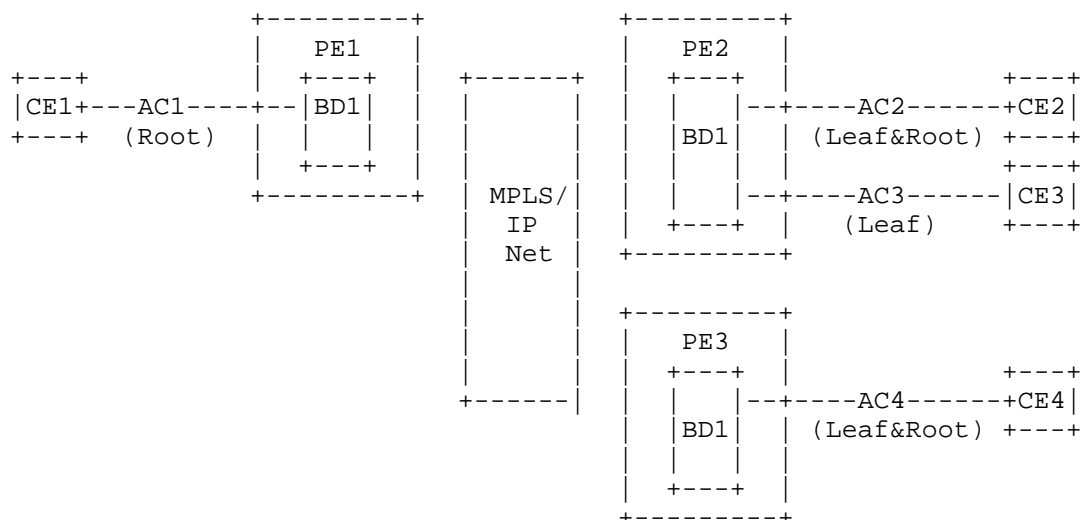 PE1 PE2
CE1 AC1 BD1 AC2 CE2
(Root) BD1 (Leaf&Root)
MPLS/ AC3 CE3
IP (Leaf)
Net
PE3
AC4 CE4
BD1 (Leaf&Root)